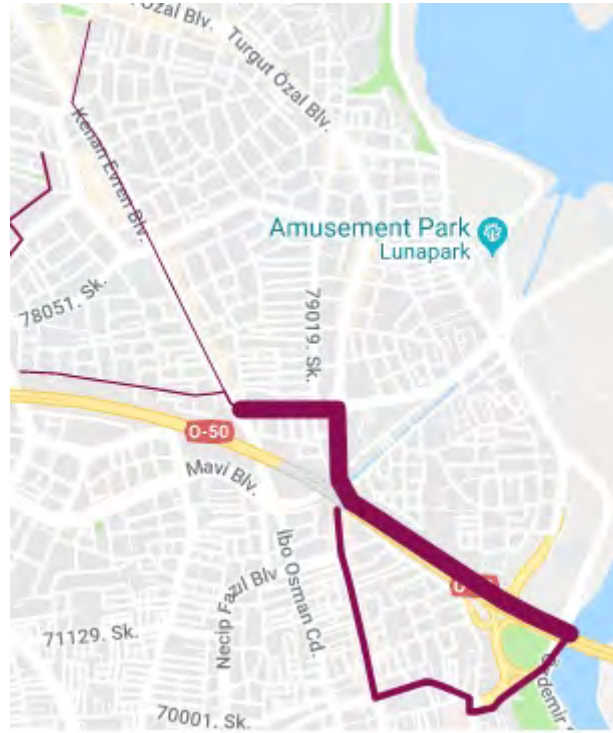 Özal Blv.
Turgut Özal Blv.
Kenan Evren Blv.
Amusement Park
Lunapark
78051. Sk.
79019. Sk.
O-50
Mavi Blv.
İbo Osman Cd.
Necip Fazıl Blv
71129. Sk.
70001. Sk.